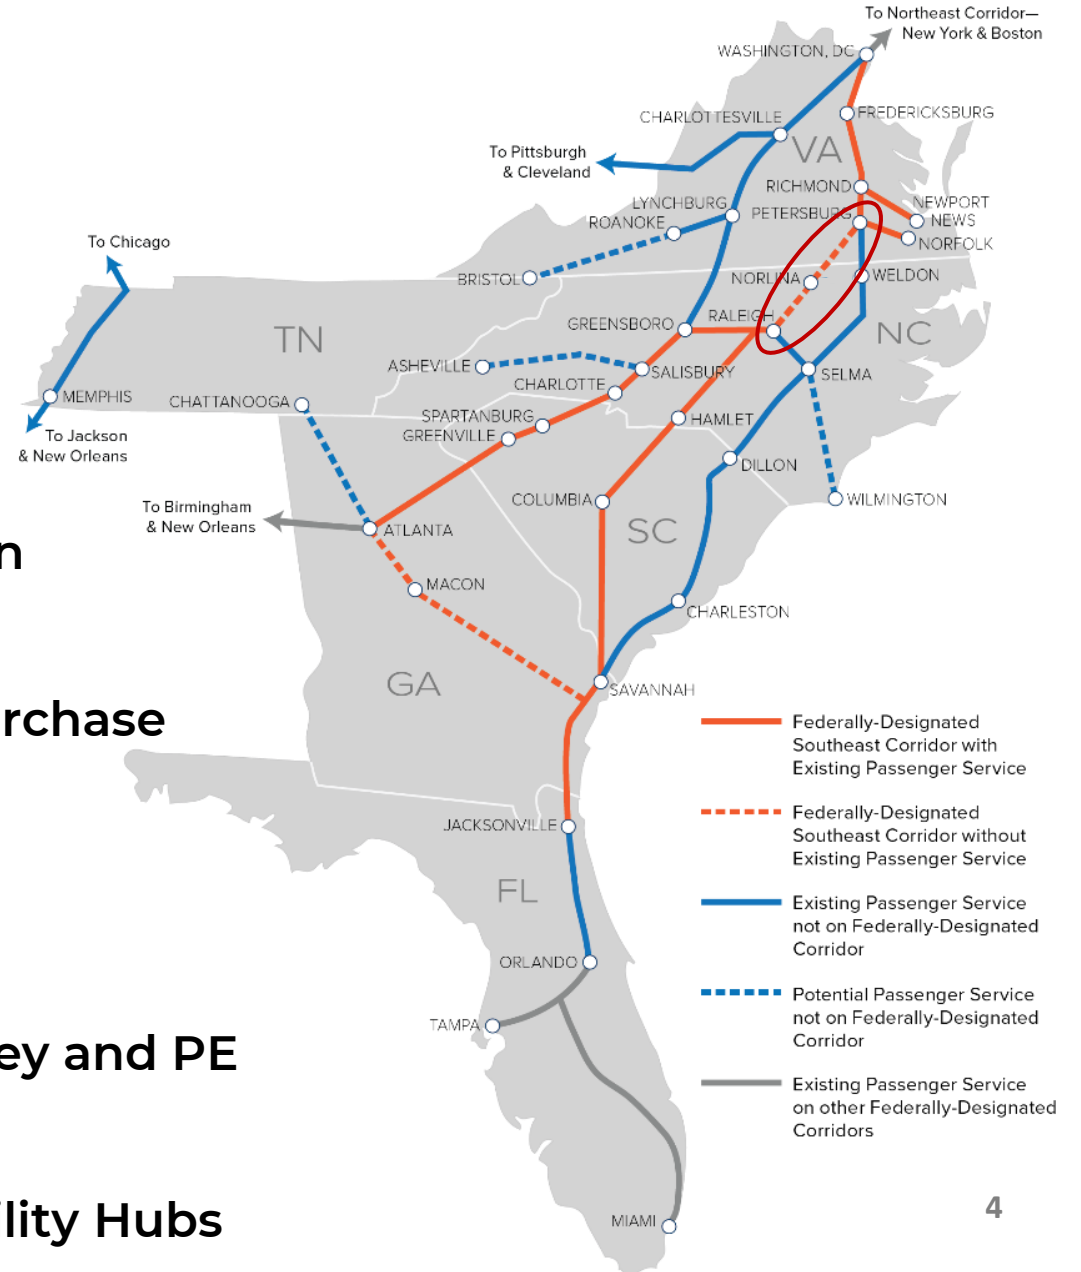 To Northeast Corridor—
New York & Boston
WASHINGTON, DC
FREDERICKSBURG
CHARLOTTESVILLE
VA
To Pittsburgh
& Cleveland
RICHMOND
LYNCHBURG
NEWPORT
NEWS
PETERSBURG
ROANOKE
NORFOLK
To Chicago
BRISTOL
NORLINA
WELDON
TN
GREENSBORO
RALEIGH
NC
ASHEVILLE
SALISBURY
SELMA
CHARLOTTE
MEMPHIS
CHATTANOOGA
SPARTANBURG
GREENVILLE
HAMLET
To Jackson
& New Orleans
DILLON
COLUMBIA
WILMINGTON
To Birmingham
& New Orleans
ATLANTA
SC
n
MACON
CHARLESTON
GA
SAVANNAH
rchase
Federally-Designated
Southeast Corridor with
Existing Passenger Service
Federally-Designated
Southeast Corridor without
Existing Passenger Service
JACKSONVILLE
FL
Existing Passenger Service
not on Federally-Designated
Corridor
ORLANDO
Potential Passenger Service
not on Federally-Designated
Corridor
TAMPA
ey and PE
Existing Passenger Service
on other Federally-Designated
Corridors
MIAMI
ility Hubs
4